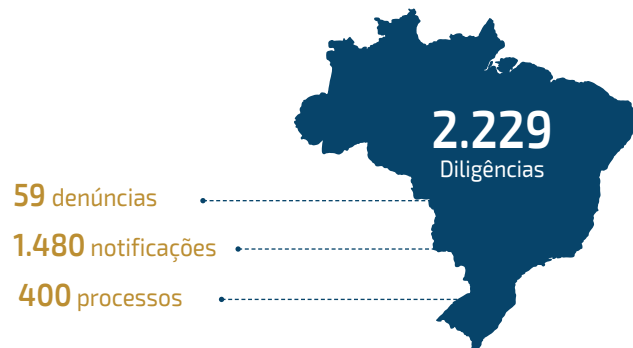 2.229
Diligências
59 denúncias
1.480 notificações
400 processos